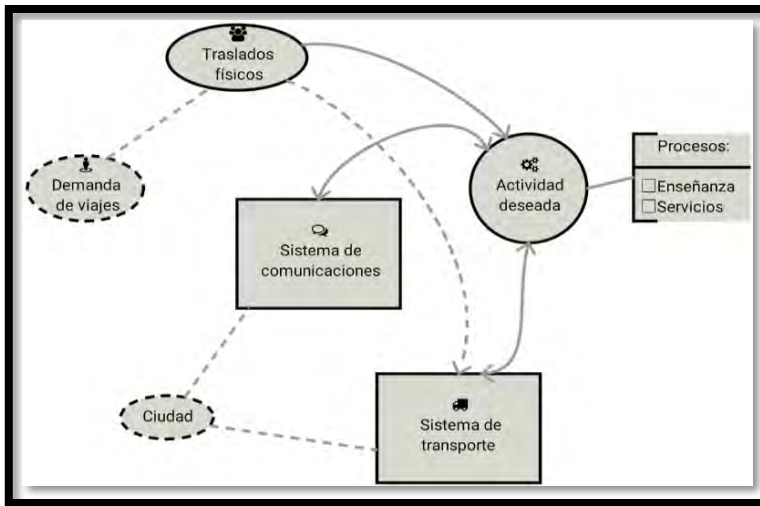 Traslados
físicos
Demanda
de viajes
Actividad
deseada
Procesos:
Enseñanza
Servicios
Sistema de
comunicaciones
Ciudad
Sistema de
transporte